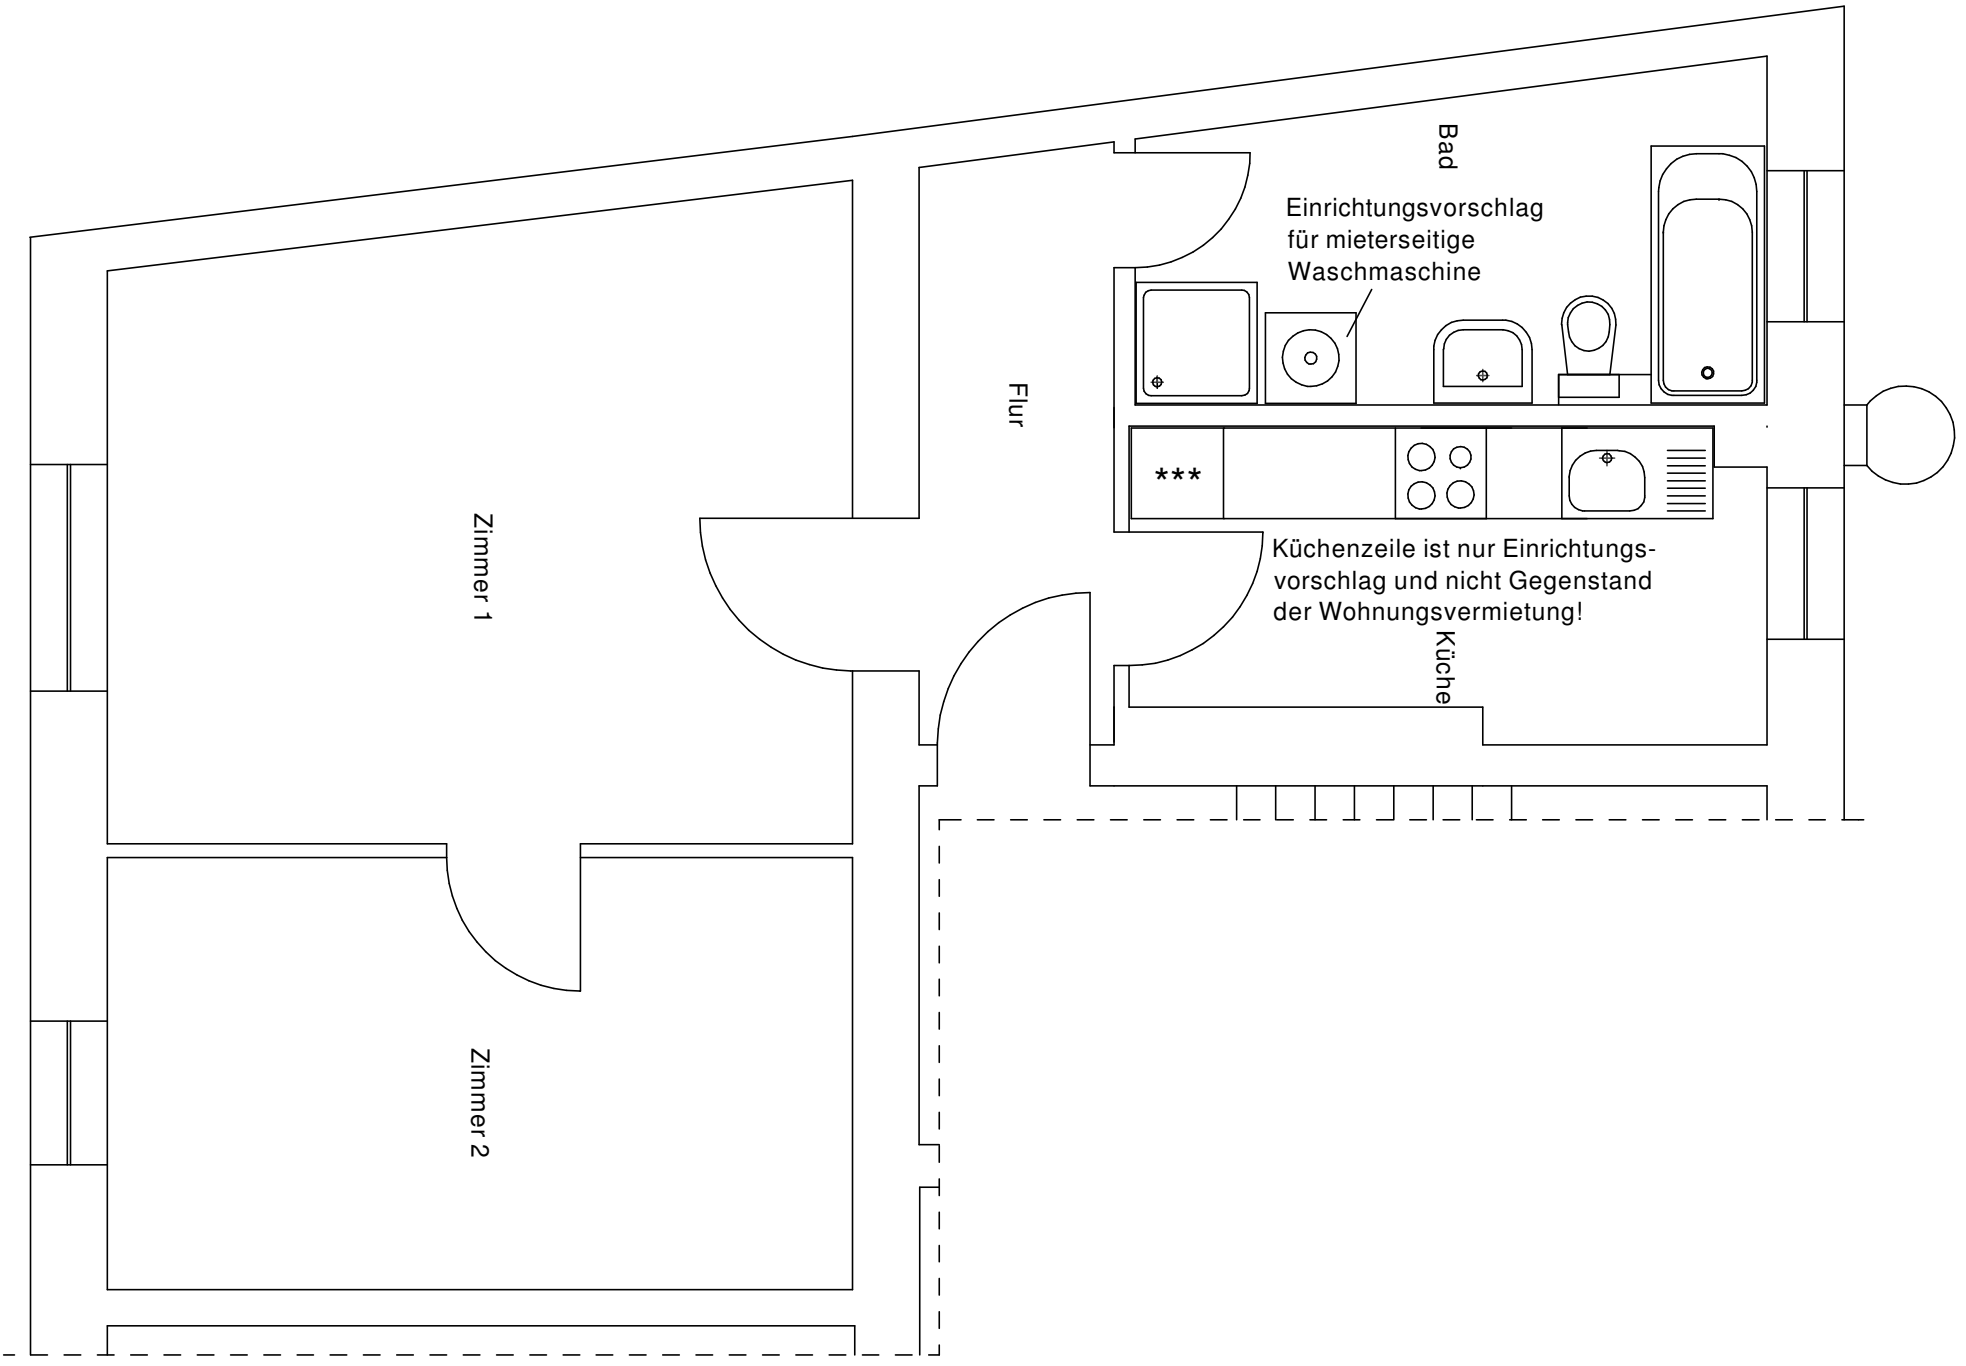 Bad
Einrichtungsvorschlag
für mieterseitige
Waschmaschine
Flur
***
Zimmer 1
Küchenzeile ist nur Einrichtungs-
vorschlag und nicht Gegenstand
der Wohnungsvermietung!
Küche
Zimmer 2